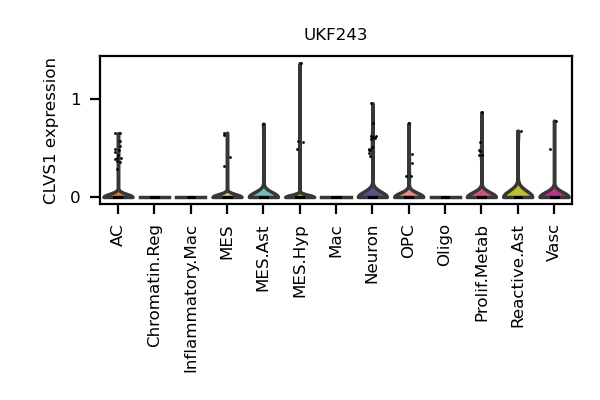 UKF243
CLVS1 expression
1
0
AC
Chromatin.Reg
Inflammatory.Mac
MES
MES.Ast
MES.Hyp
Mac
Neuron
OPC
Oligo
Prolif.Metab
Reactive.Ast
Vasc